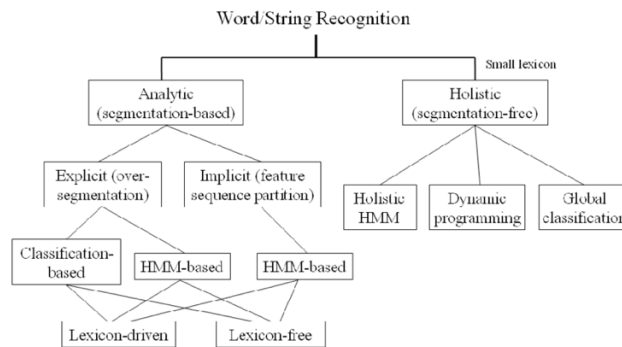 Word/String Recognition
Small lexicon
Analytic
(segmentation-based)
Holistic
(segmentation-free)
Explicit (over-
segmentation)
Implicit (feature
sequence partition)
Holistic
HMM
Dynamic
programming
Global
classification
Classification-
based
HMM-based
HMM-based
Lexicon-driven
Lexicon-free